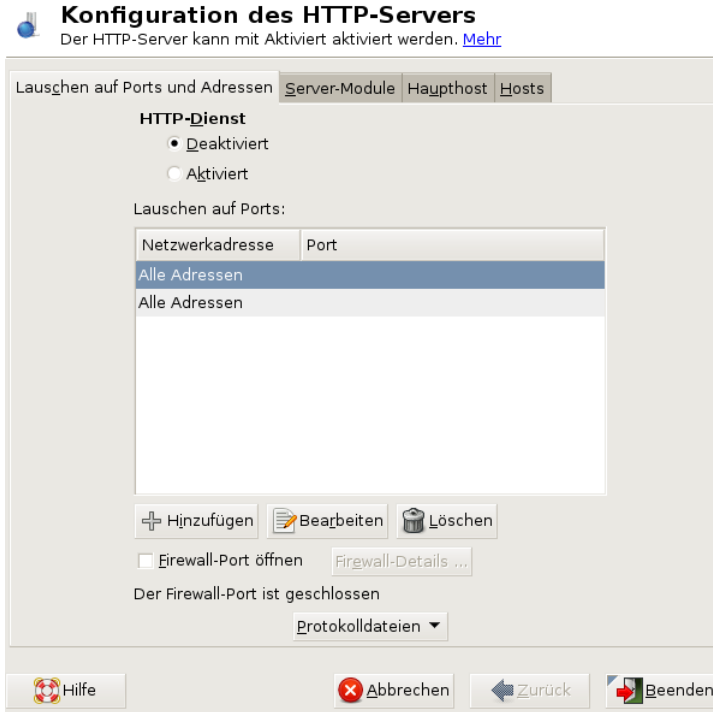 Konfiguration des HTTP-Servers
Der HTTP-Server kann mit Aktiviert aktiviert werden. Mehr
Lauschen auf Ports und Adressen Server-Module Haupthost Hosts
HTTP-Dienst
Deaktiviert
Aktiviert
Lauschen auf Ports:
Netzwerkadresse Port
Alle Adressen
Alle Adressen
Hinzufügen Bearbeiten Löschen
Firewall-Port öffnen Firewall-Details ...
Der Firewall-Port ist geschlossen
Protokolldateien
Hilfe Abbrechen Zurück Beenden